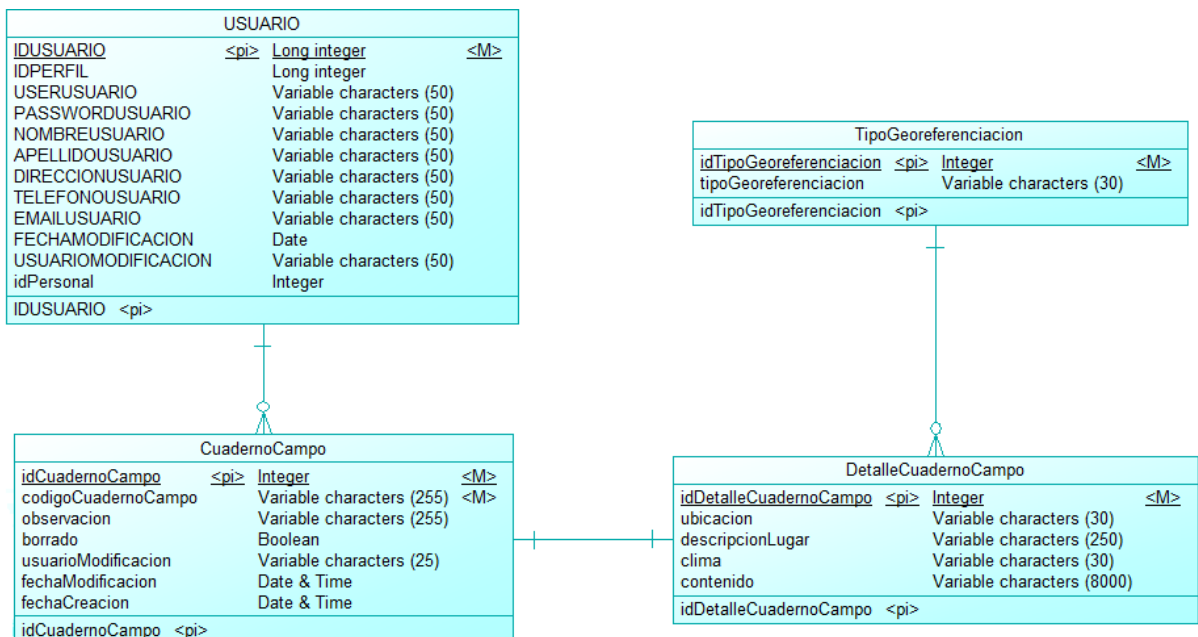 USUARIO
IDUSUARIO <pi> Long integer <M>
IDPERFIL Long integer
USERUSUARIO Variable characters (50)
PASSWORDUSUARIO Variable characters (50)
NOMBREUSUARIO Variable characters (50)
APELLIDOUSUARIO Variable characters (50)
DIRECCIONUSUARIO Variable characters (50)
TELEFONOUSUARIO Variable characters (50)
EMAILUSUARIO Variable characters (50)
FECHAMODIFICACION Date
USUARIOMODIFICACION Variable characters (50)
idPersonal Integer
IDUSUARIO <pi>
TipoGeoreferenciacion
idTipoGeoreferenciacion <pi> Integer <M>
tipoGeoreferenciacion Variable characters (30)
idTipoGeoreferenciacion <pi>
CuadernoCampo
idCuadernoCampo <pi> Integer <M>
codigoCuadernoCampo Variable characters (255) <M>
observacion Variable characters (255)
borrado Boolean
usuarioModificacion Variable characters (25)
fechaModificacion Date & Time
fechaCreacion Date & Time
idCuadernoCampo <pi>
DetalleCuadernoCampo
idDetalleCuadernoCampo <pi> Integer <M>
ubicacion Variable characters (30)
descripcionLugar Variable characters (250)
clima Variable characters (30)
contenido Variable characters (8000)
idDetalleCuadernoCampo <pi>